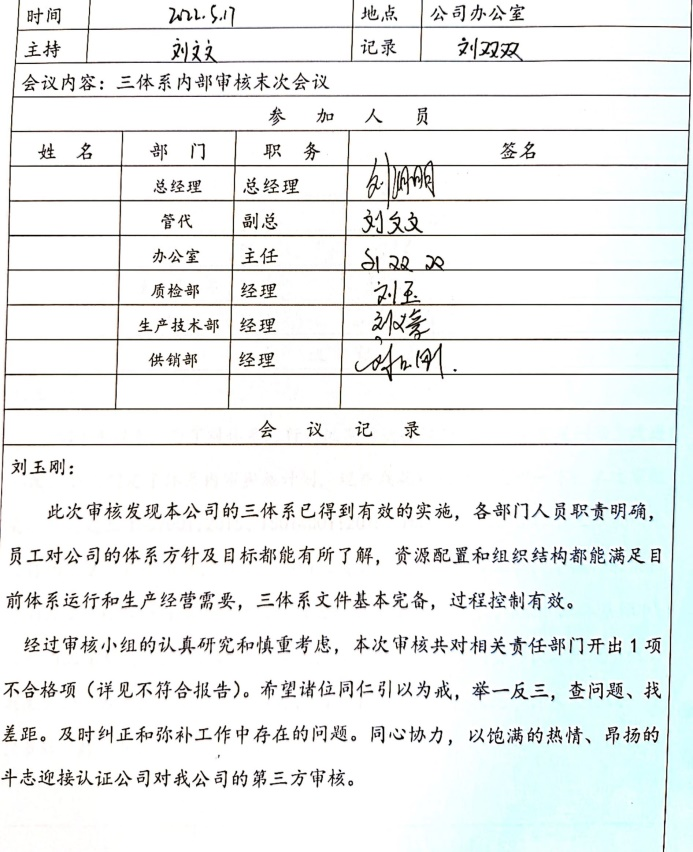 时间 2022.5.17 地点 公司办公室
主持 刘文文 记录 刘双双
会议内容：三体系内部审核末次会议
参 加 人 员
姓 名 部 门 职 务 签名
总经理 总经理 刘明明
管代 副总 刘文文
办公室 主任 刘双双
质检部 经理 刘玉
生产技术部 经理 刘
供销部 经理
会 议 记 录
刘玉刚：
此次审核发现本公司的三体系已得到有效的实施，各部门人员职责明确，
员工对公司的体系方针及目标都能有所了解，资源配置和组织结构都能满足目
前体系运行和生产经营需要，三体系文件基本完备，过程控制有效。
经过审核小组的认真研究和慎重考虑，本次审核共对相关责任部门开出 1 项
不合格项（详见不符合报告）。希望诸位同仁引以为戒，举一反三，查问题、找
差距。及时纠正和弥补工作中存在的问题。同心协力，以饱满的热情、昂扬的
斗志迎接认证公司对我公司的第三方审核。